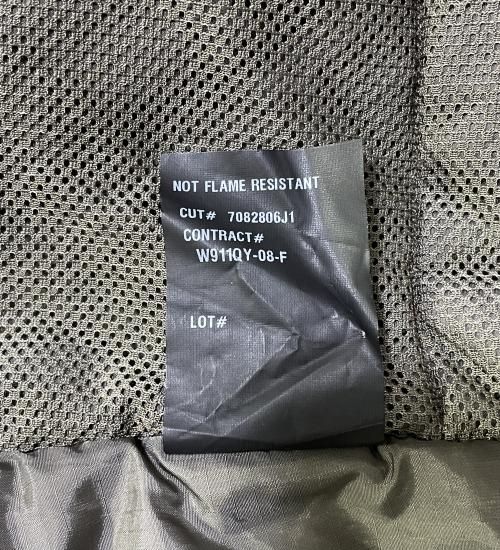 NOT FLAME RESISTANT
CUT# 7082806J1
CONTRACT#
W911QY-08-F
LOT#